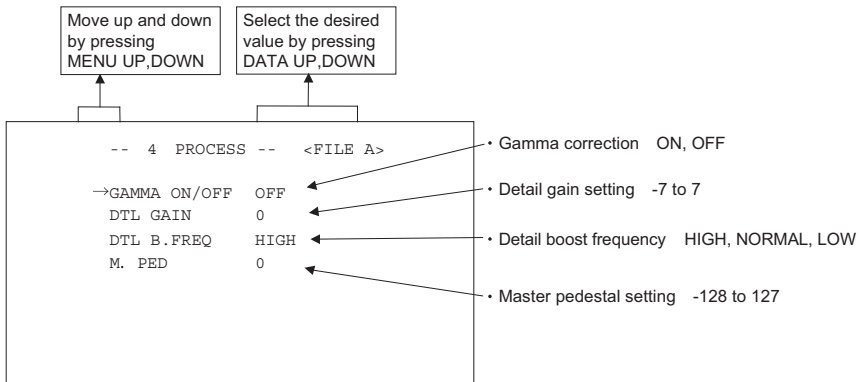 Move up and down
by pressing
MENU UP,DOWN
Select the desired
value by pressing
DATA UP,DOWN
-- 4 PROCESS -- <FILE A>
→GAMMA ON/OFF OFF
DTL GAIN 0
DTL B.FREQ HIGH
M. PED 0
・Gamma correction ON, OFF
・Detail gain setting -7 to 7
・Detail boost frequency HIGH, NORMAL, LOW
・Master pedestal setting -128 to 127